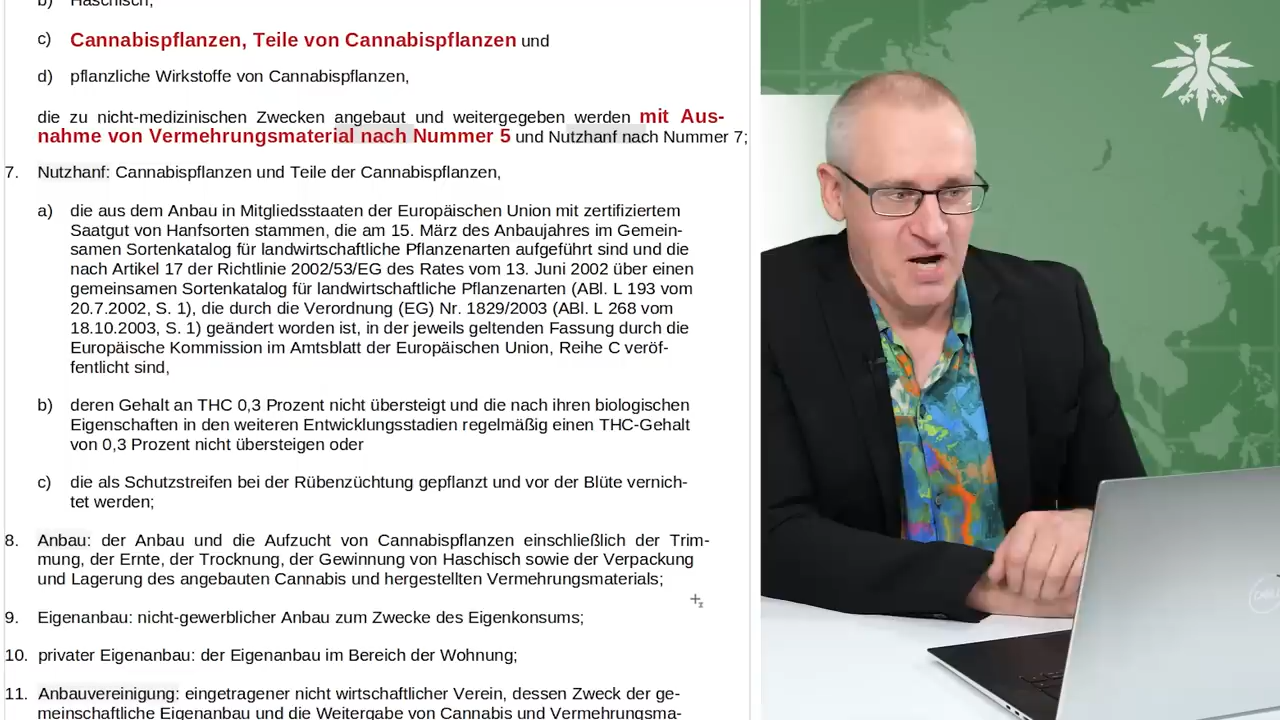 b) Haschisch,
c) Cannabispflanzen, Teile von Cannabispflanzen und
d) pflanzliche Wirkstoffe von Cannabispflanzen,
die zu nicht-medizinischen Zwecken angebaut und weitergegeben werden mit Aus-
nahme von Vermehrungsmaterial nach Nummer 5 und Nutzhanf nach Nummer 7;
7. Nutzhanf: Cannabispflanzen und Teile der Cannabispflanzen,
a) die aus dem Anbau in Mitgliedsstaaten der Europäischen Union mit zertifiziertem
Saatgut von Hanfsorten stammen, die am 15. März des Anbaujahres im Gemein-
samen Sortenkatalog für landwirtschaftliche Pflanzenarten aufgeführt sind und die
nach Artikel 17 der Richtlinie 2002/53/EG des Rates vom 13. Juni 2002 über einen
gemeinsamen Sortenkatalog für landwirtschaftliche Pflanzenarten (ABl. L 193 vom
20.7.2002, S. 1), die durch die Verordnung (EG) Nr. 1829/2003 (ABl. L 268 vom
18.10.2003, S. 1) geändert worden ist, in der jeweils geltenden Fassung durch die
Europäische Kommission im Amtsblatt der Europäischen Union, Reihe C veröf-
fentlicht sind,
b) deren Gehalt an THC 0,3 Prozent nicht übersteigt und die nach ihren biologischen
Eigenschaften in den weiteren Entwicklungsstadien regelmäßig einen THC-Gehalt
von 0,3 Prozent nicht übersteigen oder
c) die als Schutzstreifen bei der Rübenzüchtung gepflanzt und vor der Blüte vernich-
tet werden;
8. Anbau: der Anbau und die Aufzucht von Cannabispflanzen einschließlich der Trim-
mung, der Ernte, der Trocknung, der Gewinnung von Haschisch sowie der Verpackung
und Lagerung des angebauten Cannabis und hergestellten Vermehrungsmaterials;
9. Eigenanbau: nicht-gewerblicher Anbau zum Zwecke des Eigenkonsums;
10. privater Eigenanbau: der Eigenanbau im Bereich der Wohnung;
11. Anbauvereinigung: eingetragener nicht wirtschaftlicher Verein, dessen Zweck der ge-
meinschaftliche Eigenanbau und die Weitergabe von Cannabis und Vermehrungsma-